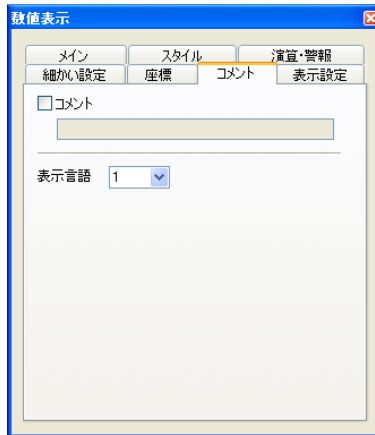 数値表示
メイン スタイル 演算・警報
細かい設定 座標 コメント 表示設定
コメント
表示言語 1